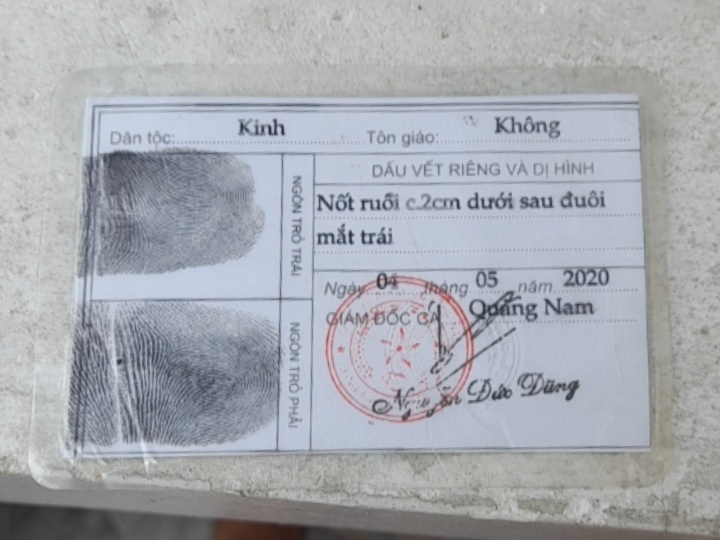 Dân tộc: Kinh Tôn giáo: Không
NGÓN TRỎ TRÁI
DẤU VẾT RIÊNG VÀ DỊ HÌNH
Nốt ruồi c.2cm dưới sau đuôi
mắt trái
NGÓN TRỎ PHẢI
Ngày 04 tháng 05 năm 2020
GIÁM ĐỐC CA Quảng Nam
Nguyễn Đức Dũng